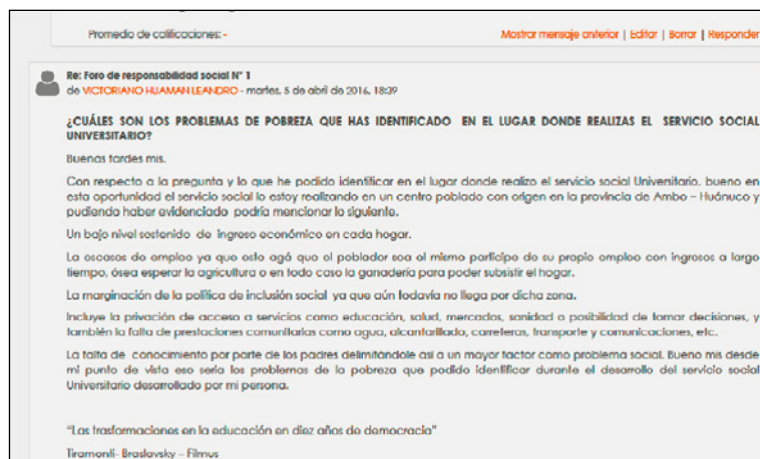 Promedio de calificaciones: -
Mostrar mensaje anterior | Editar | Borrar | Responder
Re: Foro de responsabilidad social N° 1
de VICTORIANO HUAMAN LEANDRO - martes, 5 de abril de 2016, 18:39
¿CUÁLES SON LOS PROBLEMAS DE POBREZA QUE HAS IDENTIFICADO EN EL LUGAR DONDE REALIZAS EL SERVICIO SOCIAL
UNIVERSITARIO?
Buenas tardes mis.
Con respecto a la pregunta y lo que he podido identificar en el lugar donde realizo el servicio social Universitario, bueno en
esta oportunidad el servicio social lo estoy realizando en un centro poblado con origen en la provincia de Ambo – Huánuco y
pudiendo haber evidenciado podría mencionar lo siguiente.
Un bajo nivel sostenido de ingreso económico en cada hogar.
La escases de empleo ya que esto agá que el poblador sea el mismo participe de su propio empleo con ingresos a largo
tiempo, ósea esperar la agricultura o en todo caso la ganadería para poder subsistir el hogar.
La marginación de la política de inclusión social ya que aún todavía no llega por dicha zona.
Incluye la privación de acceso a servicios como educación, salud, mercados, sanidad o posibilidad de tomar decisiones, y
también la falta de prestaciones comunitarias como agua, alcantarillado, carreteras, transporte y comunicaciones, etc.
La falta de conocimiento por parte de los padres delimitándole así a un mayor factor como problema social. Bueno mis desde
mi punto de vista eso sería los problemas de la pobreza que podido identificar durante el desarrollo del servicio social
Universitario desarrollado por mi persona.
"Las trasformaciones en la educación en diez años de democracia"
Tiramonti- Braslavsky – Filmus